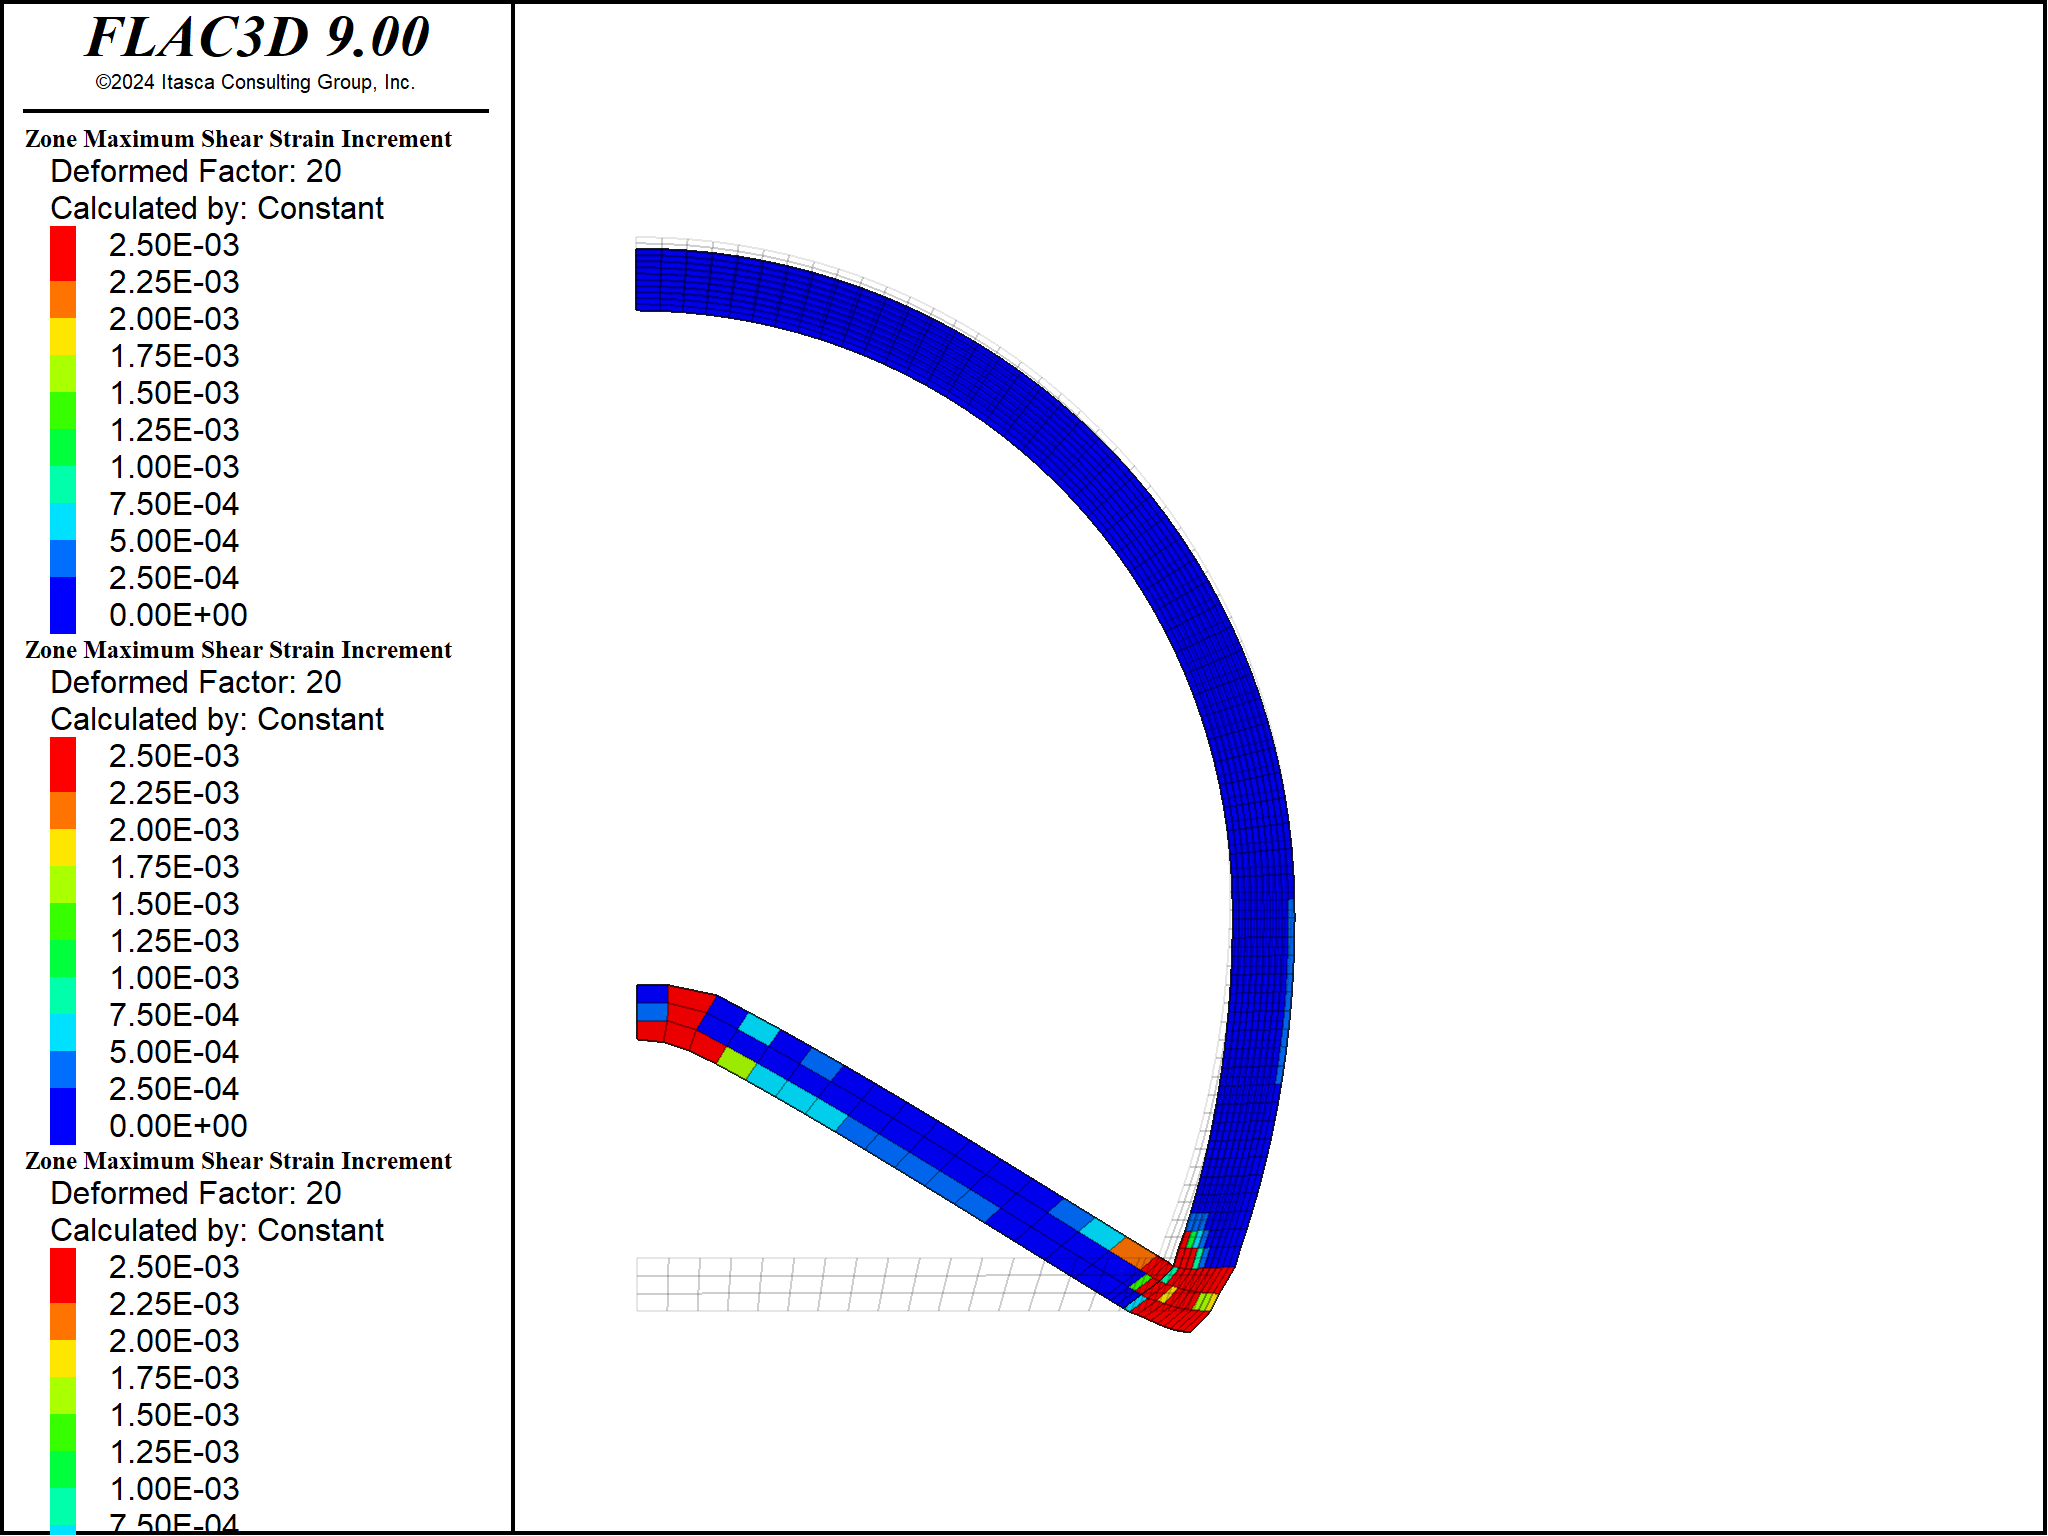 FLAC3D 9.00
©2024 Itasca Consulting Group, Inc.
Zone Maximum Shear Strain Increment
Deformed Factor: 20
Calculated by: Constant
2.50E-03
2.25E-03
2.00E-03
1.75E-03
1.50E-03
1.25E-03
1.00E-03
7.50E-04
5.00E-04
2.50E-04
0.00E+00
Zone Maximum Shear Strain Increment
Deformed Factor: 20
Calculated by: Constant
2.50E-03
2.25E-03
2.00E-03
1.75E-03
1.50E-03
1.25E-03
1.00E-03
7.50E-04
5.00E-04
2.50E-04
0.00E+00
Zone Maximum Shear Strain Increment
Deformed Factor: 20
Calculated by: Constant
2.50E-03
2.25E-03
2.00E-03
1.75E-03
1.50E-03
1.25E-03
1.00E-03
7.50E-04